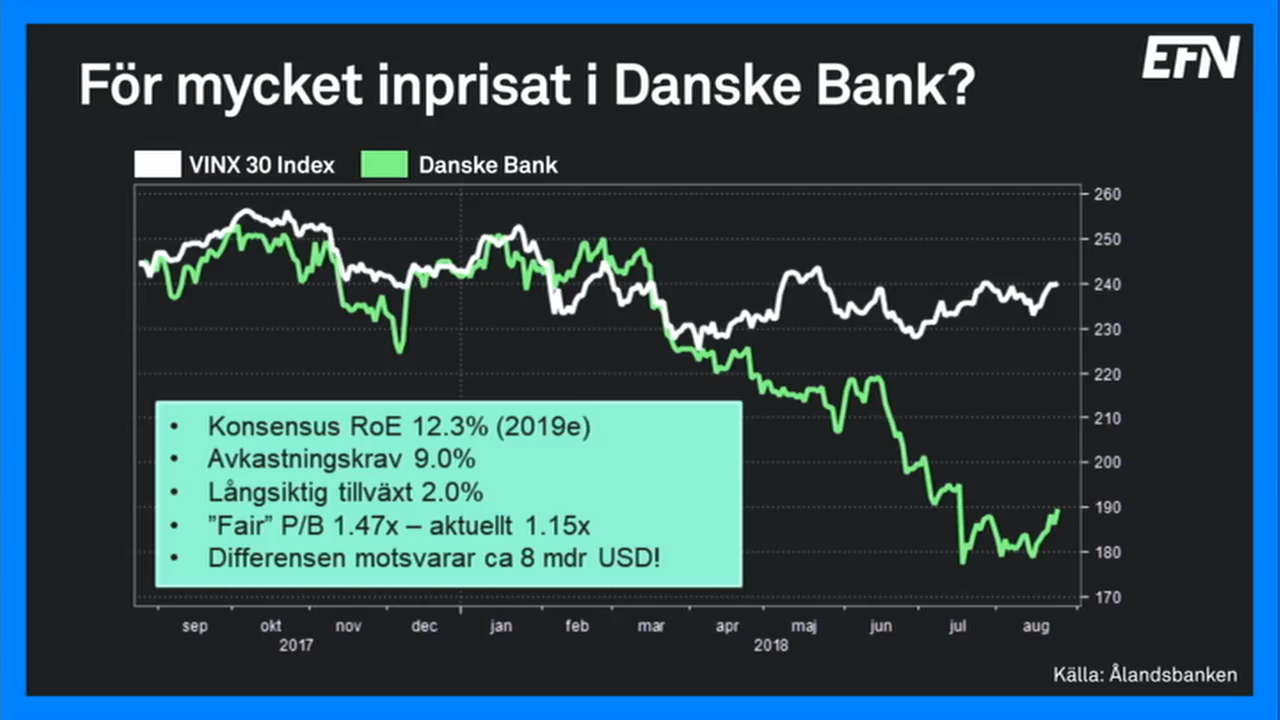 EFN
För mycket inprisat i Danske Bank?
VINX 30 Index Danske Bank
260
250
240
230
220
210
200
190
180
170
• Konsensus RoE 12.3% (2019e)
• Avkastningskrav 9.0%
• Långsiktig tillväxt 2.0%
• ”Fair” P/B 1.47x – aktuellt 1.15x
• Differensen motsvarar ca 8 mdr USD!
sep okt nov dec jan feb mar apr maj jun jul aug
2017 2018
Källa: Ålandsbanken